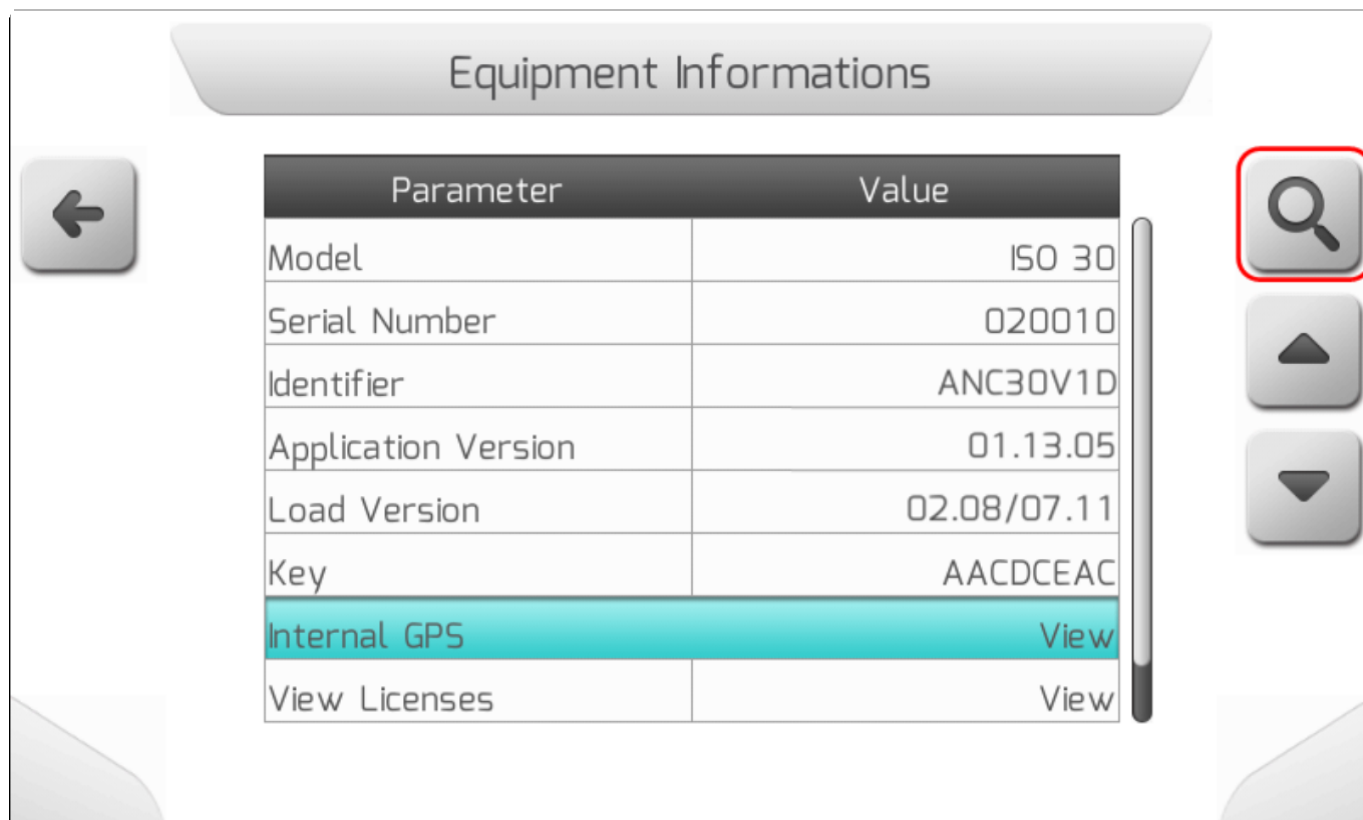 Equipment Informations
Parameter Value
Model ISO 30
Serial Number 020010
Identifier ANC30V1D
Application Version 01.13.05
Load Version 02.08/07.11
Key AACDCEAC
Internal GPS View
View Licenses View